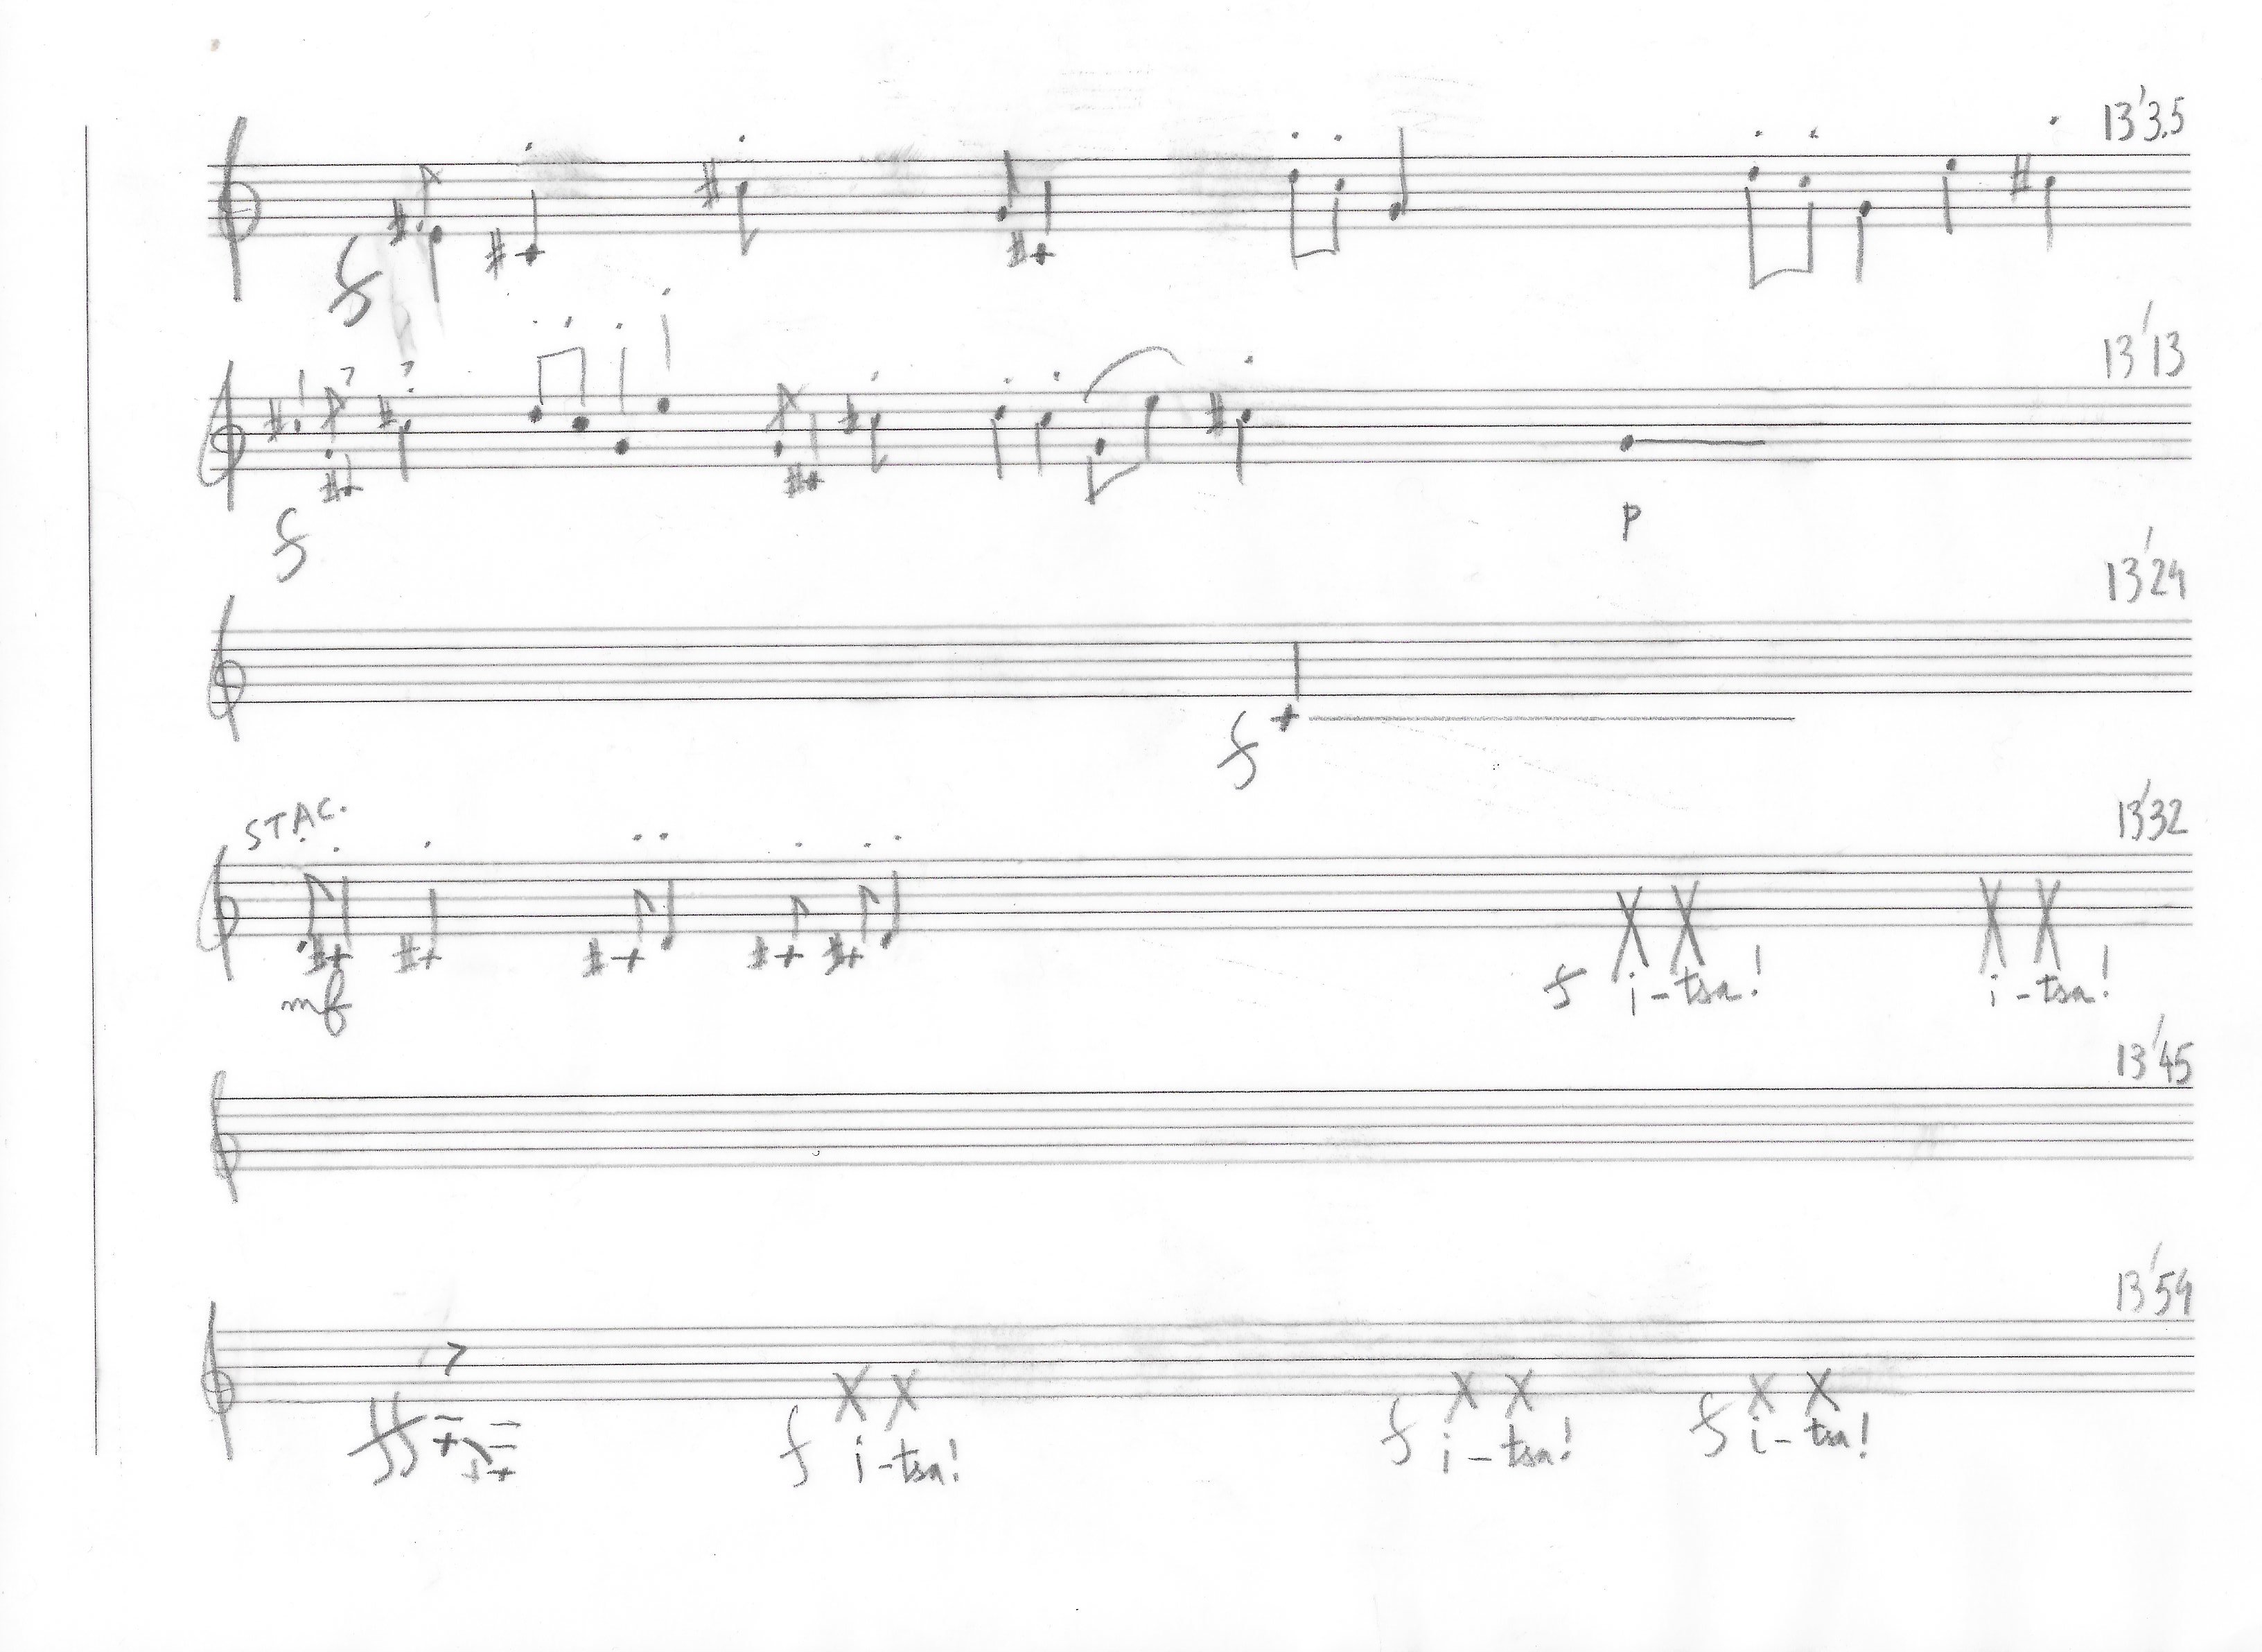 13'3.5
f
13'13
f p
13'24
f
STAC. 13'32
mf f i-tsa! i-tsa!
13'45
13'54
ff f i-tsa! f i-tsa! f i-tsa!